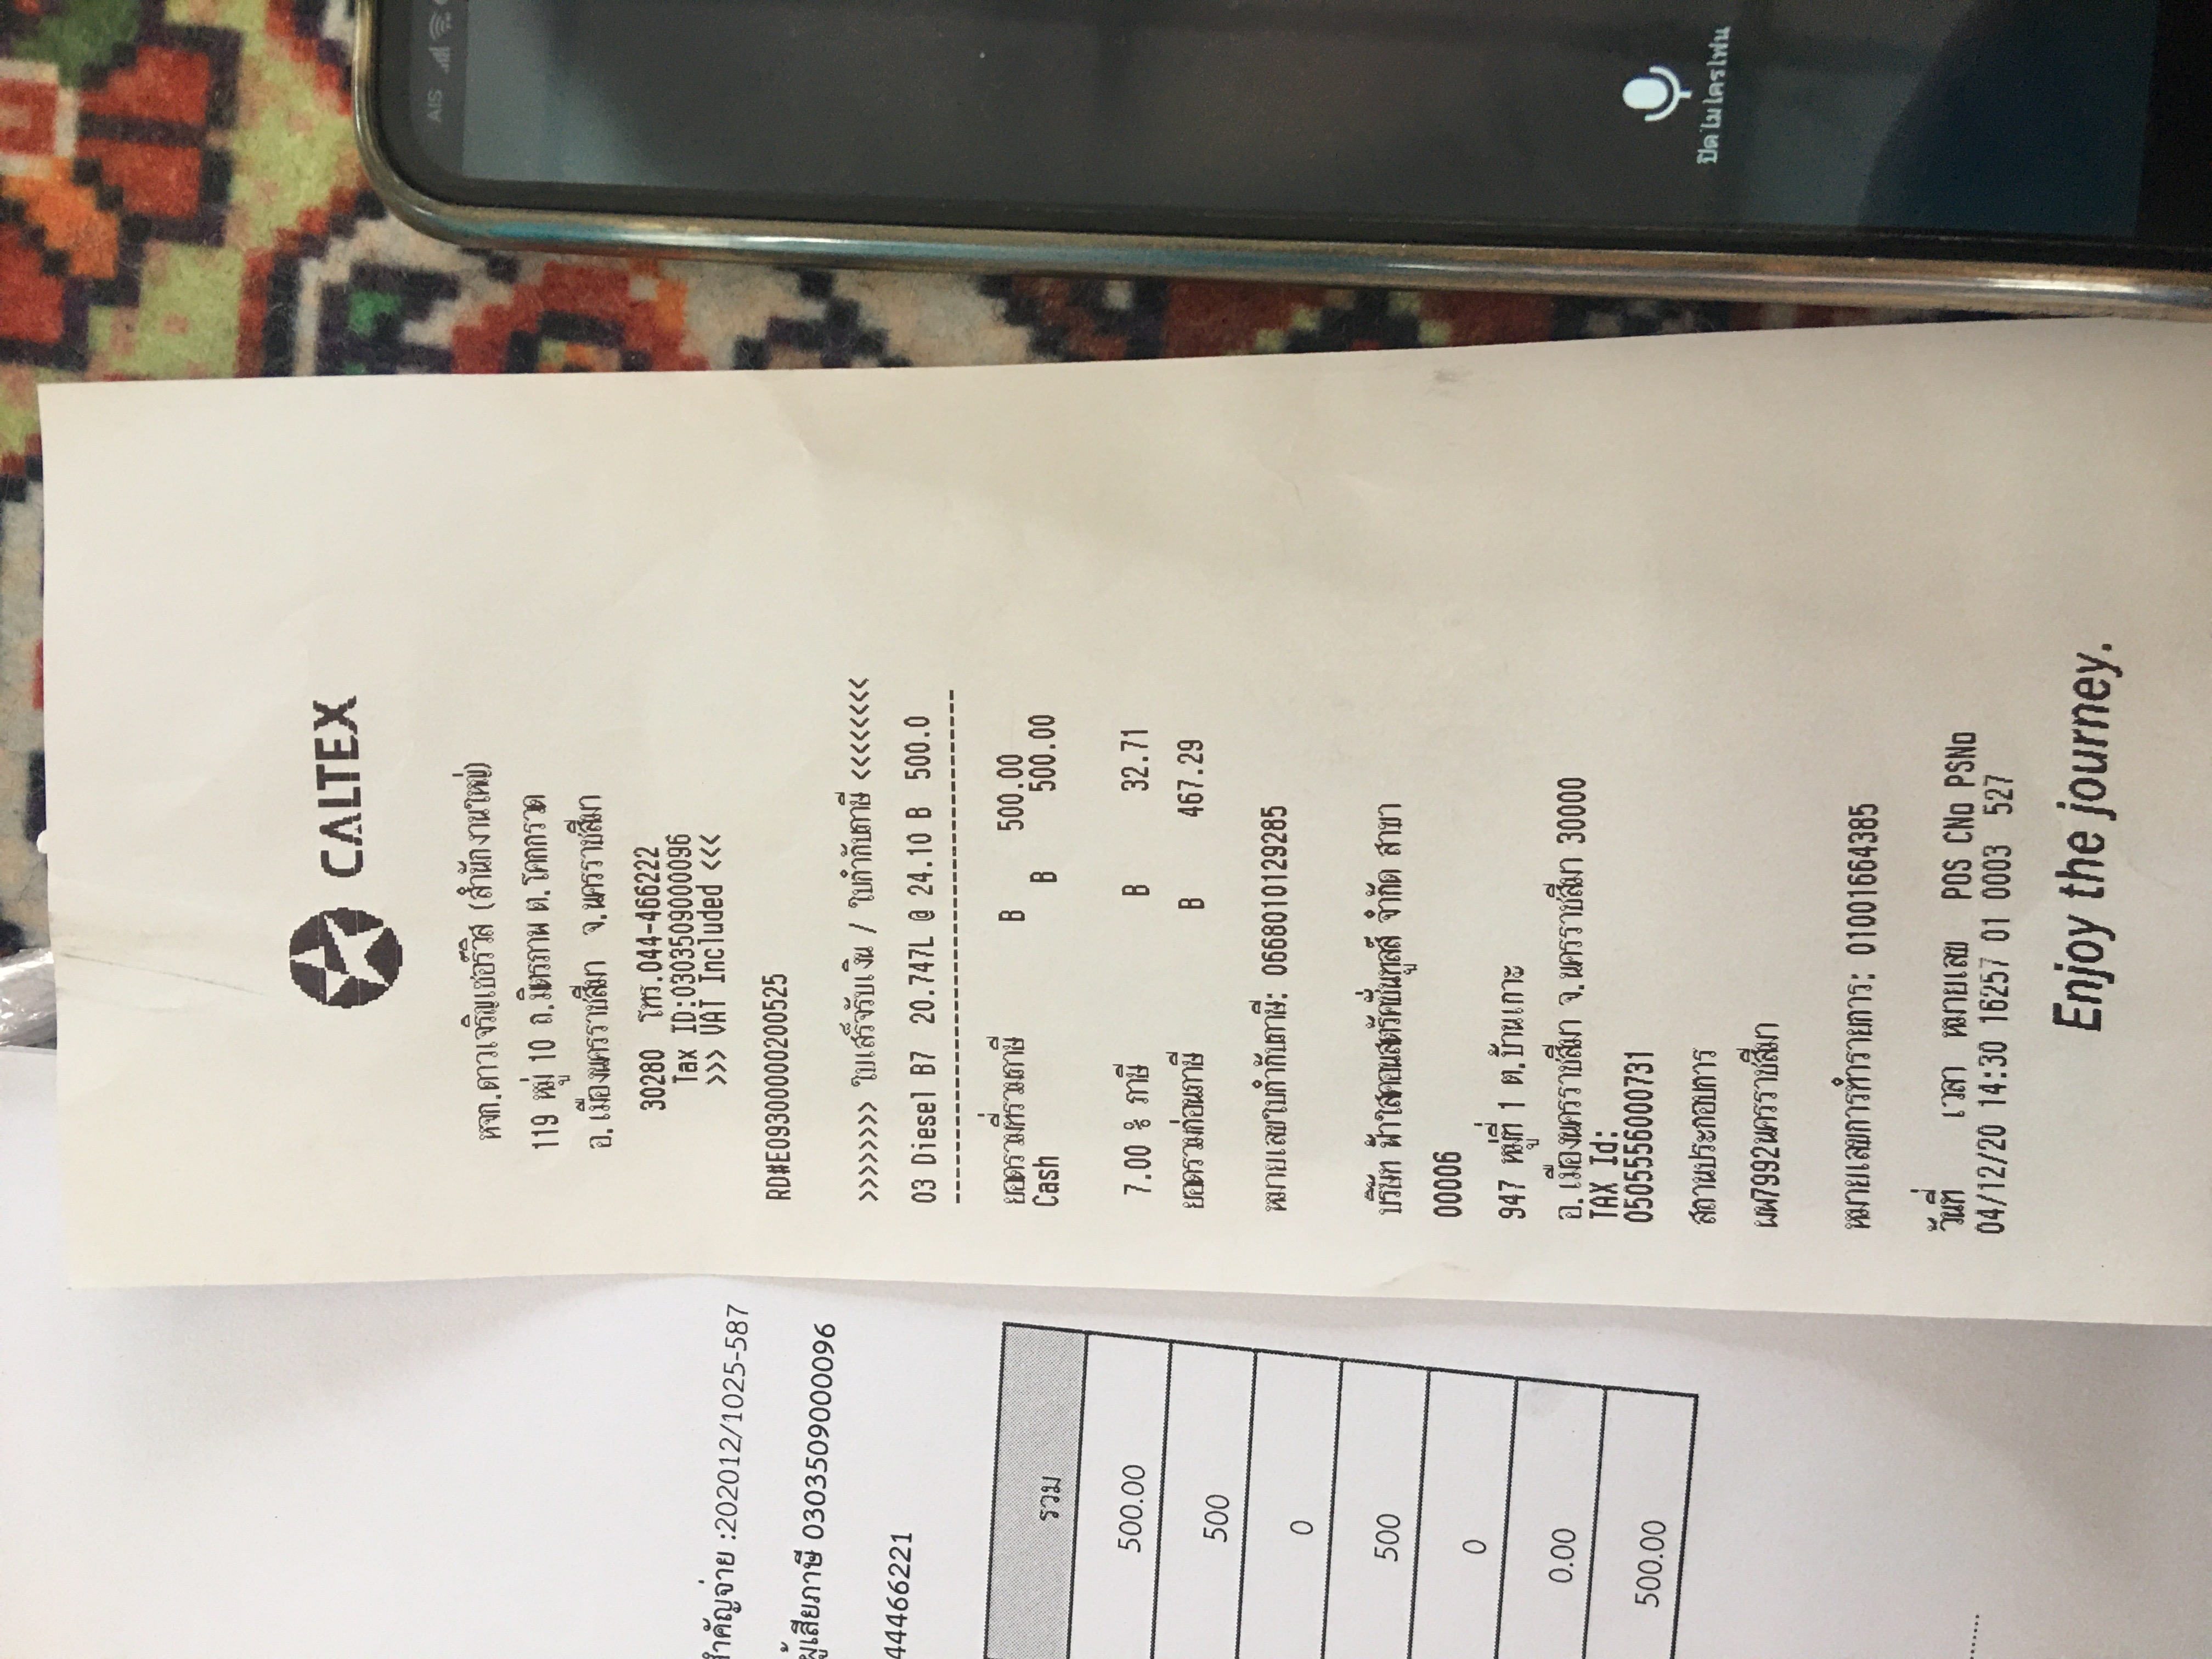 สำคัญจ่าย :202012/1025-587
ผู้เสียภาษี 0303509000096
44466221
รวม
500.00
500
0
500
0
0.00
500.00
CALTEX
หจก.ดาวเจริญเซอร์วิส (สำนักงานใหญ่)
119 หมู่ 10 ถ.มิตรภาพ ต.โคกกรวด
อ.เมืองนครราชสีมา จ.นครราชสีมา
30280 โทร.044-466222
Tax ID:0303509000096
>>> VAT Included <<<
RD#E09300000200525
>>>>>>>> ใบเสร็จรับเงิน / ใบกำกับภาษี <<<<<<<<
03 Diesel B7 20.747L @ 24.10 B 500.0
---------------------------------------
ยอดรวมที่รวมภาษี B 500.00
Cash B 500.00
7.00 % ภาษี B 32.71
ยอดรวมก่อนภาษี B 467.29
หมายเลขใบกำกับภาษี: 0668010129285
บริษัท ฟ้าใสคอนสตรัคชั่นทูลส์ จำกัด สาขา
00006
947 หมู่ที่ 1 ต.บ้านเกาะ
อ.เมืองนครราชสีมา จ.นครราชสีมา 30000
TAX Id:
0505556000731
สถานประกอบการ
ผผ7992นครราชสีมา
หมายเลขการทำรายการ: 01001664385
วันที่ เวลา หมายเลข POS CNo PSNo
04/12/20 14:30 16257 01 0003 527
Enjoy the journey.
AIS
ปิดไมโครโฟน